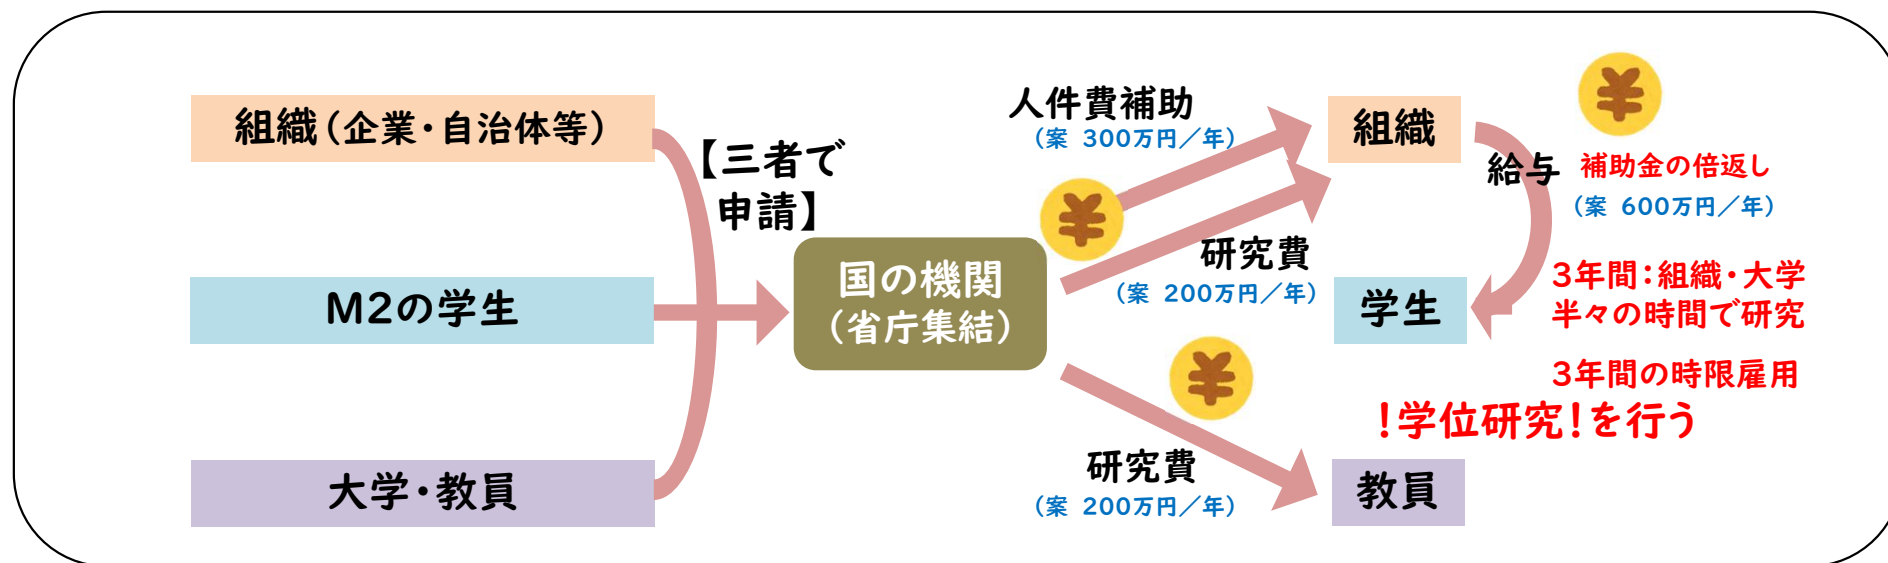 組織（企業・自治体等）
M2の学生
大学・教員
【三者で
申請】
国の機関
（省庁集結）
人件費補助
（案 300万円／年）
研究費
（案 200万円／年）
研究費
（案 200万円／年）
組織
学生
教員
給与
補助金の倍返し
（案 600万円／年）
3年間：組織・大学
半々の時間で研究
3年間の時限雇用
！学位研究！を行う
¥
¥
¥